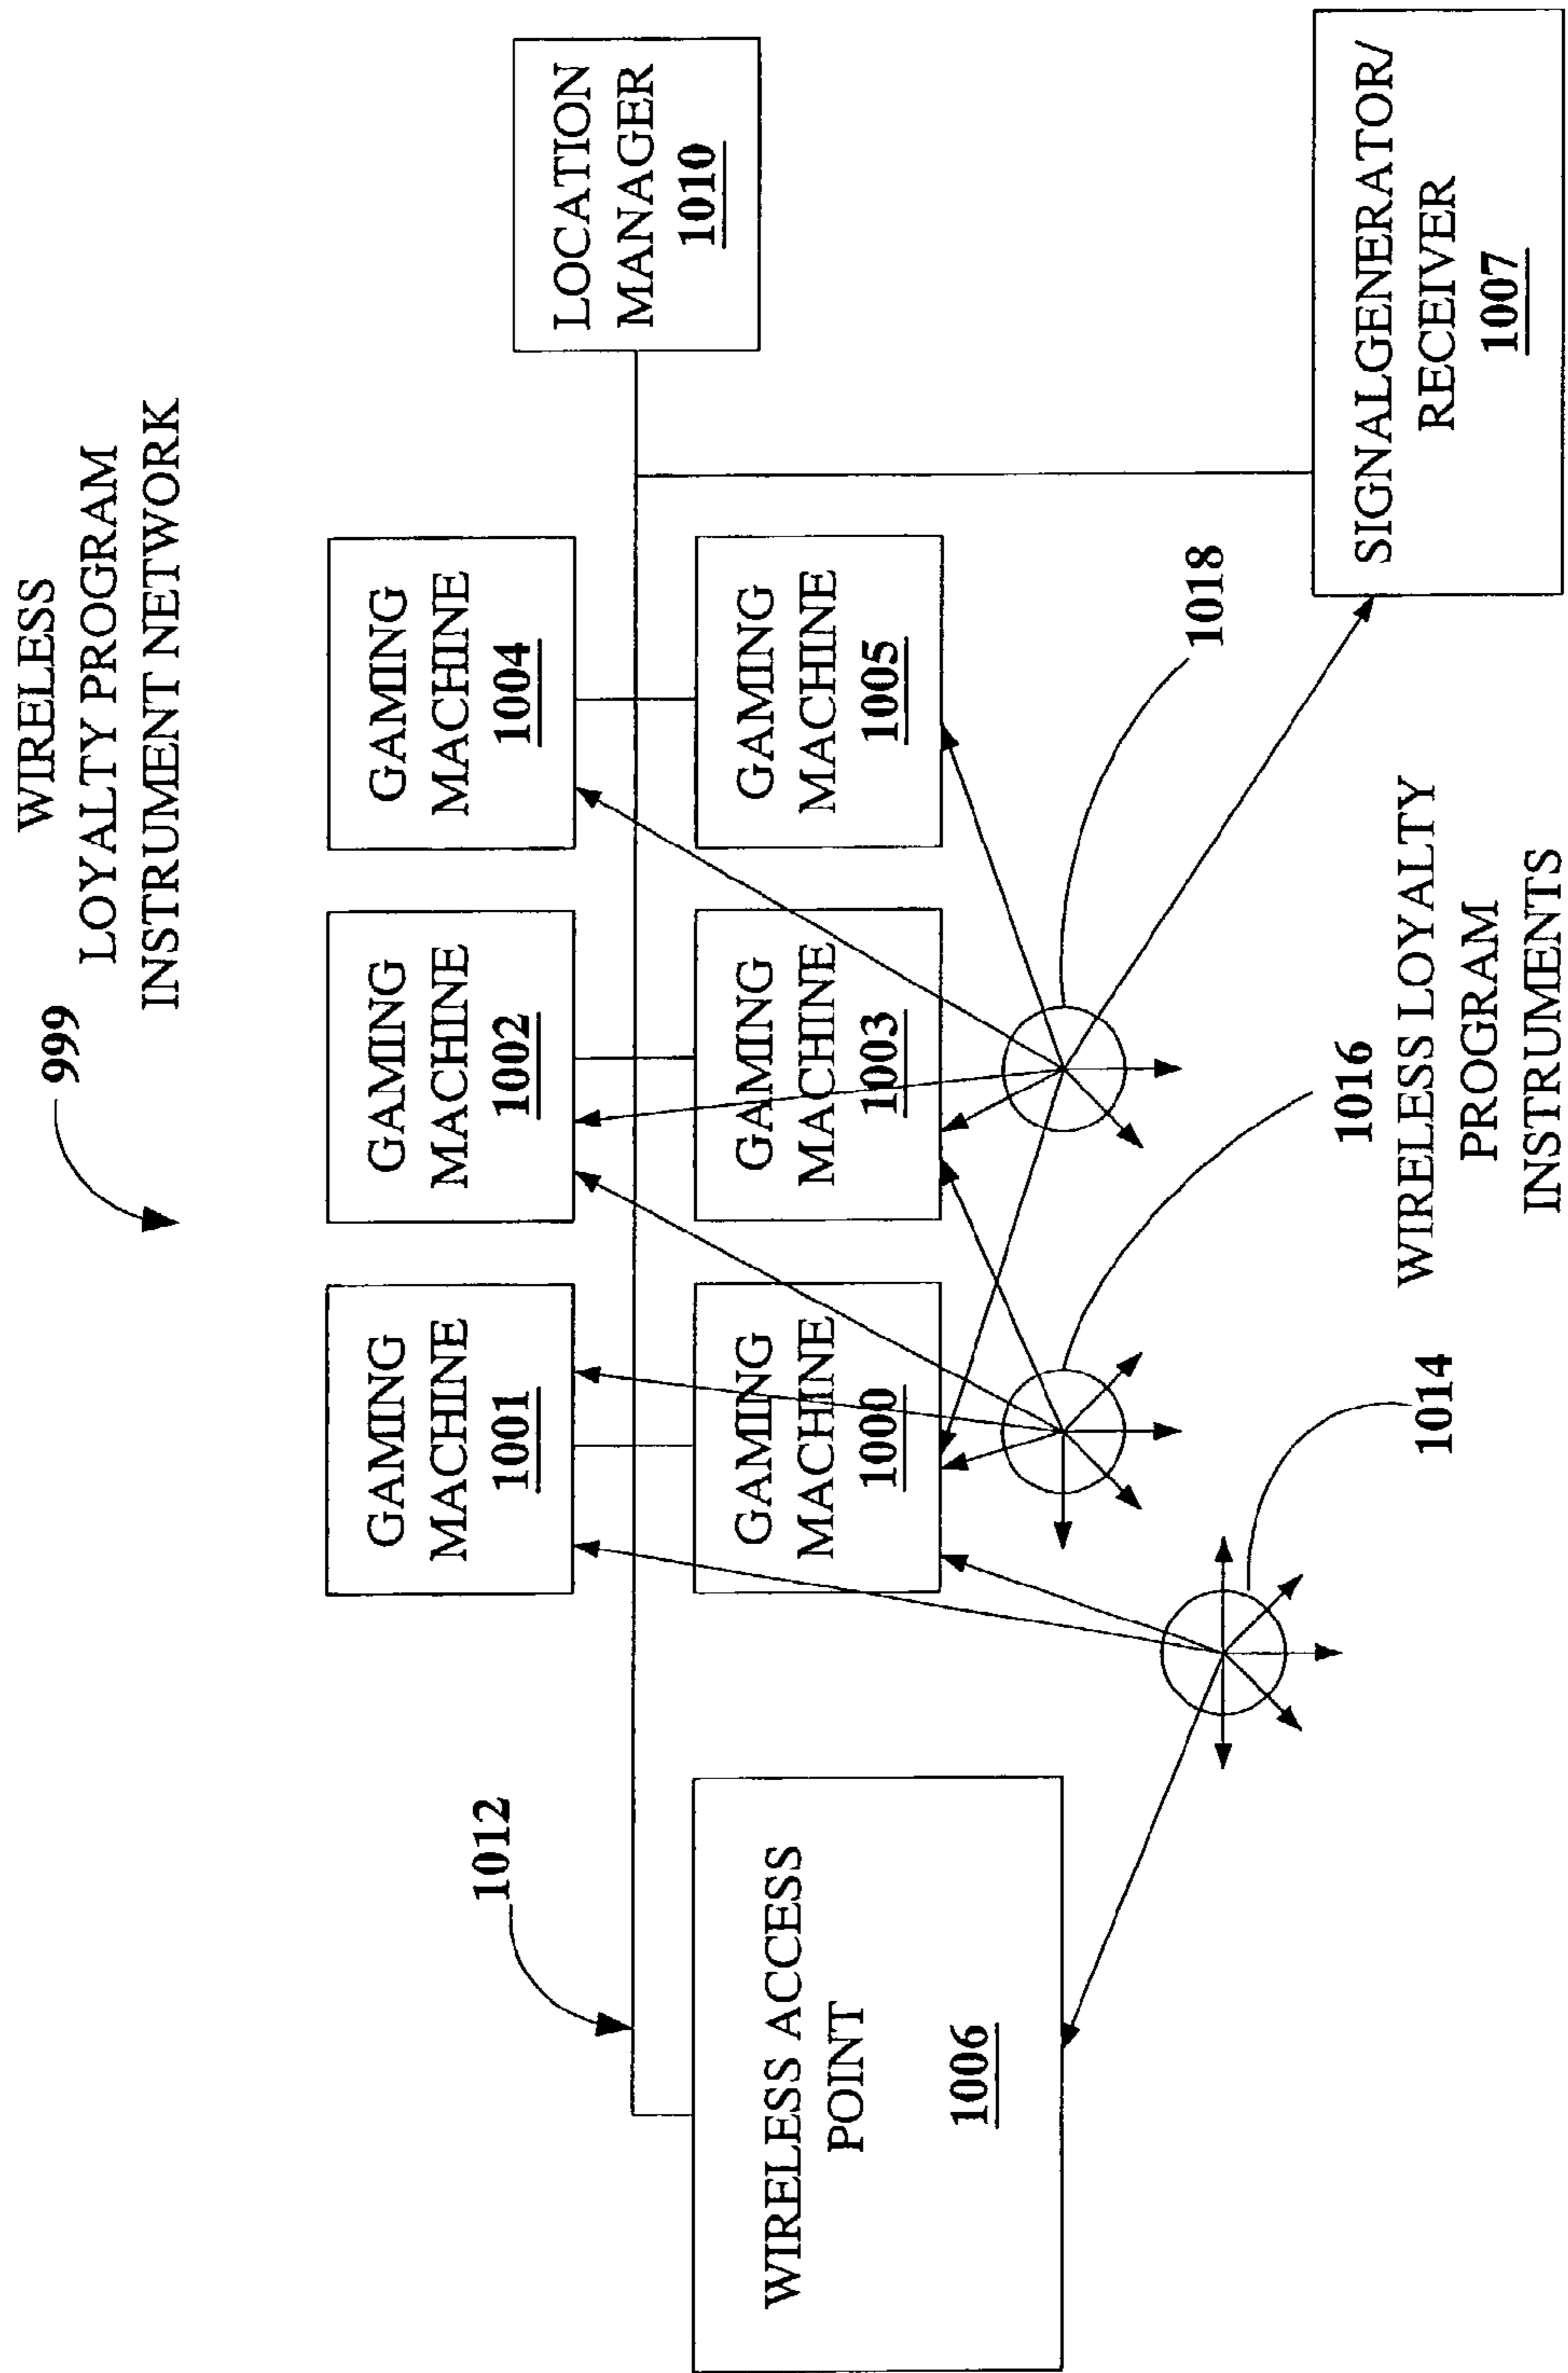 WIRELESS
LOYALTY PROGRAM
INSTRUMENT NETWORK
999
1012
GAMING
MACHINE
1001
GAMING
MACHINE
1002
GAMING
MACHINE
1004
LOCATION
MANAGER
1010
WIRELESS ACCESS
POINT
1006
GAMING
MACHINE
1000
GAMING
MACHINE
1003
GAMING
MACHINE
1005
1018
1016
1014
WIRELESS LOYALTY
PROGRAM
INSTRUMENTS
SIGNALGENERATOR/
RECEIVER
1007